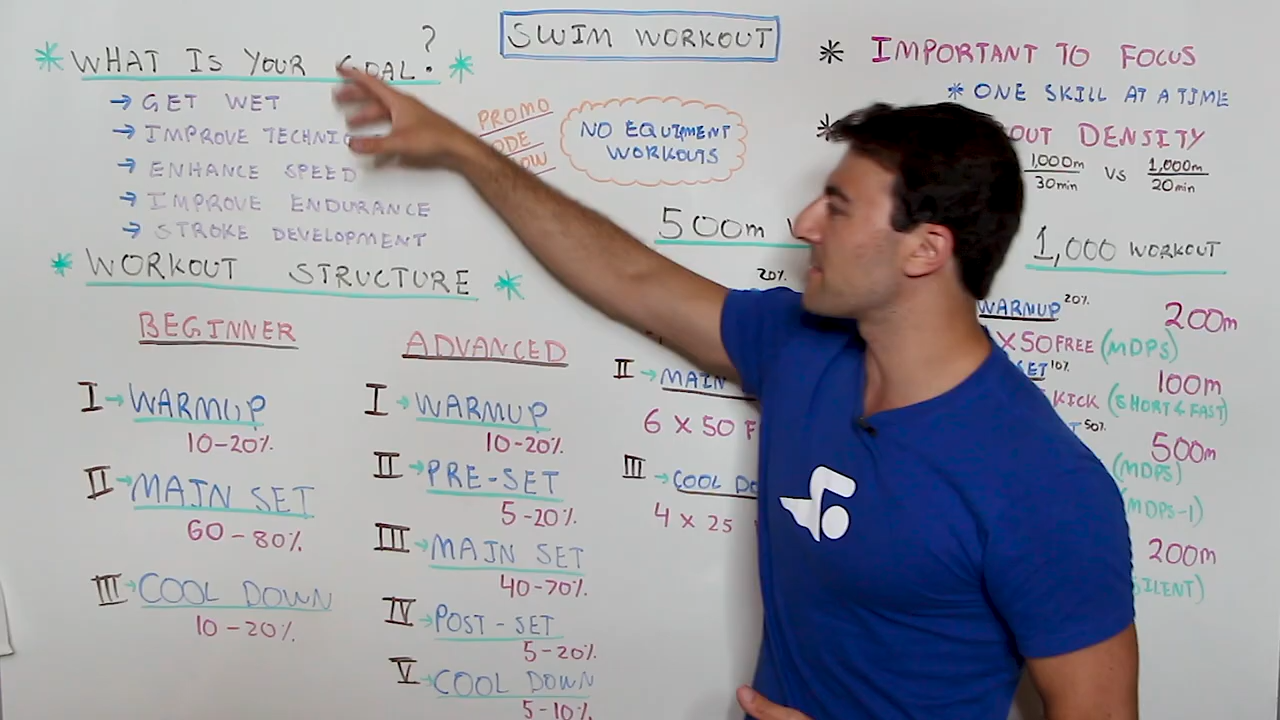 SWIM WORKOUT
* WHAT IS YOUR GOAL? *
→ GET WET
→ IMPROVE
→ ENHANCE SPEED
→ IMPROVE ENDURANCE
→ STROKE DEVELOPMENT
* WORKOUT STRUCTURE *
BEGINNER
I → WARMUP
10-20%
II → MAIN SET
60-80%
III → COOL DOWN
10-20%
ADVANCED
I → WARMUP
10-20%
II → PRE-SET
5-20%
III → MAIN SET
40-70%
IV → POST-SET
5-20%
V → COOL DOWN
5-10%
PROMO
NO EQUIPMENT
WORKOUTS
500m
20%
II → MAIN
6 X 50
III → COOL
4 X 25
* IMPORTANT TO FOCUS
* ONE SKILL AT A TIME
* DENSITY
1,000m
30min
VS
1,000m
20min
1,000 WORKOUT
WARMUP 20% 200m
X 50 FREE (MDPS)
10% 100m
KICK (SHORT & FAST)
50% 500m
(MDPS)
(MDPS-1)
200m